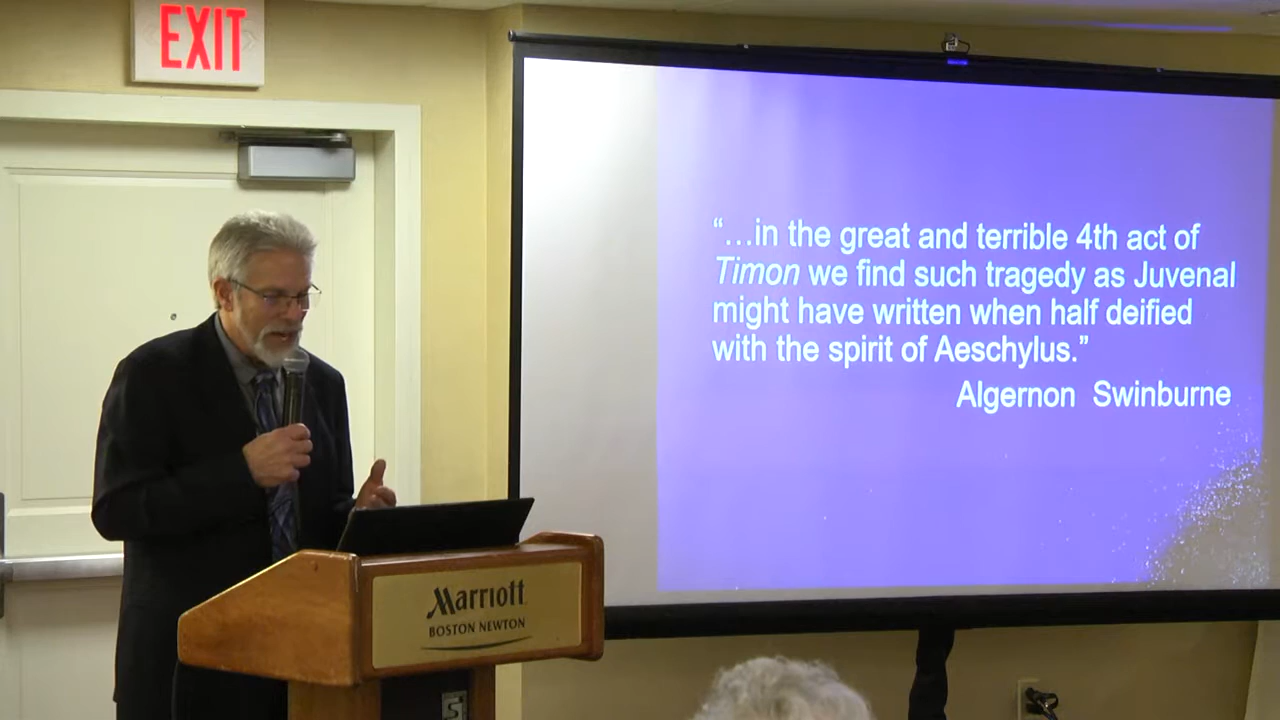 EXIT
“…in the great and terrible 4th act of
Timon we find such tragedy as Juvenal
might have written when half deified
with the spirit of Aeschylus.”
Algernon Swinburne
Marriott
BOSTON NEWTON